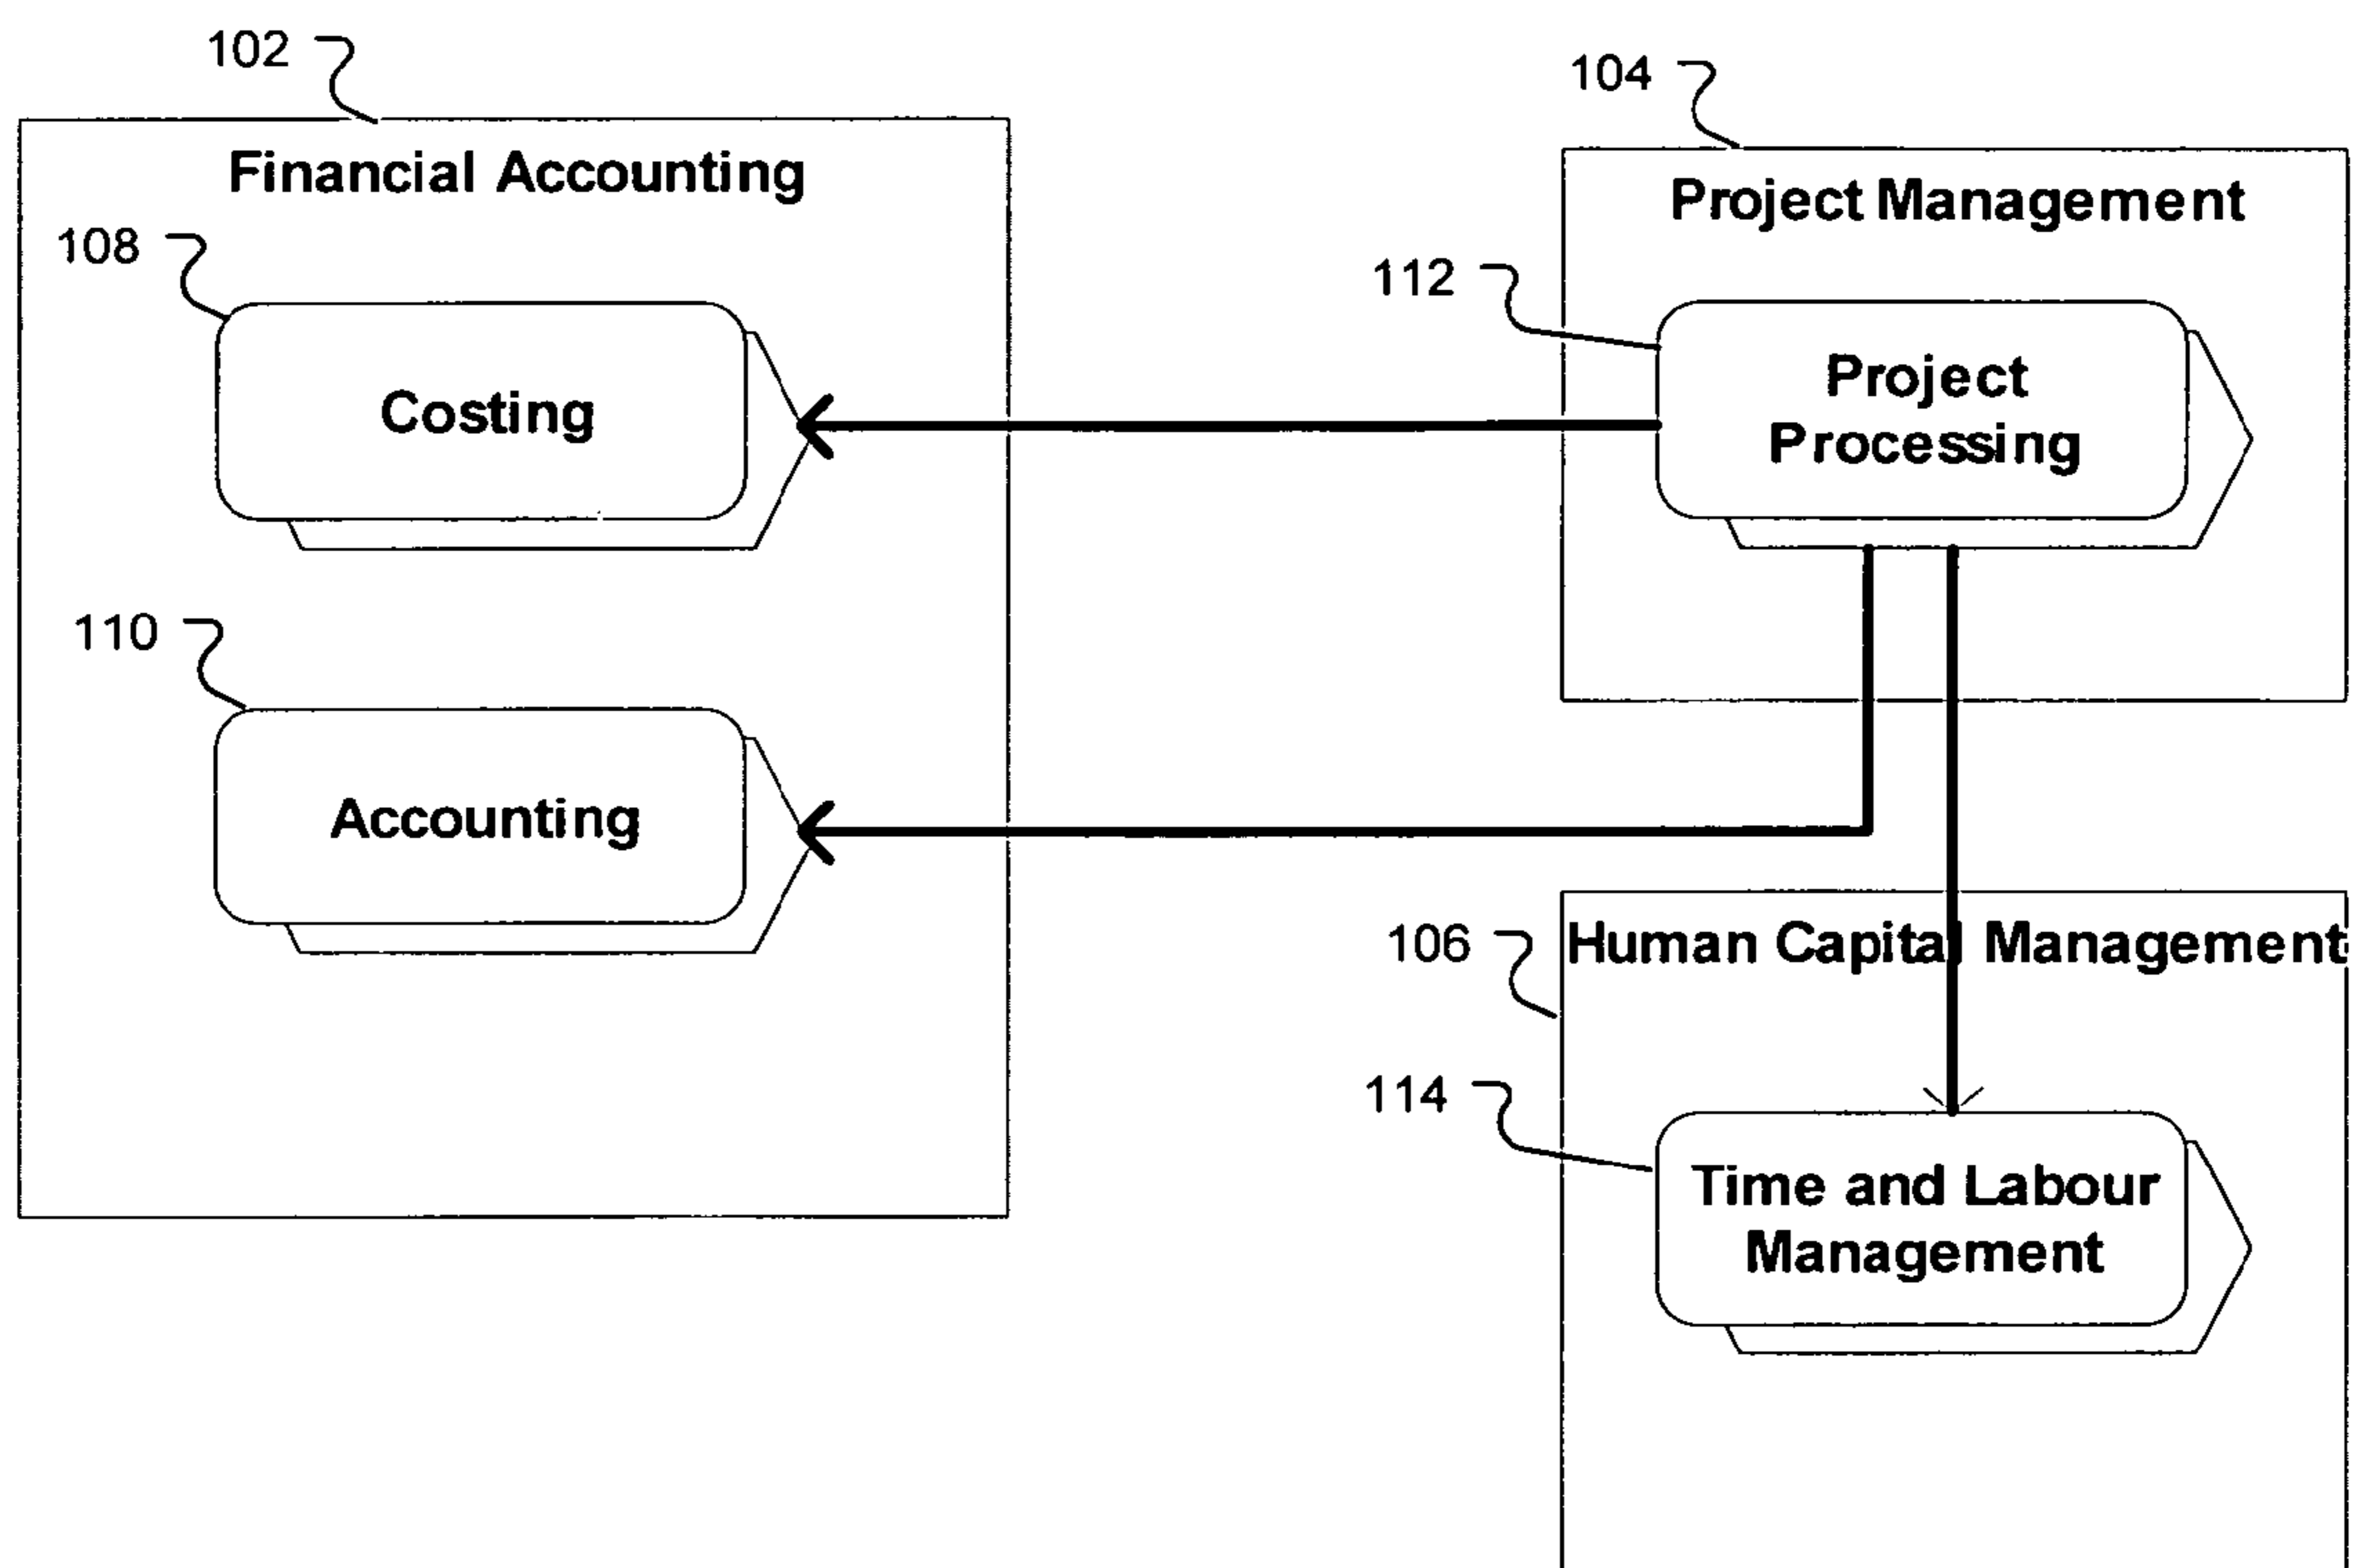 102
Financial Accounting
108
Costing
110
Accounting
104
Project Management
112
Project
Processing
106
Human Capital Management
114
Time and Labour
Management